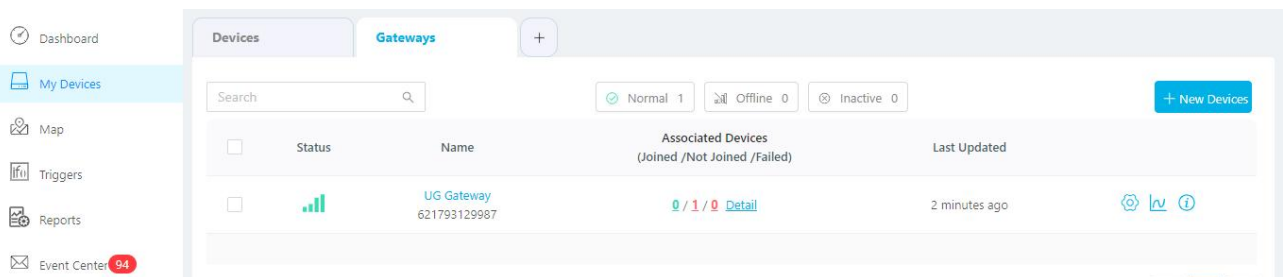 Dashboard
My Devices
Map
Triggers
Reports
Event Center 94
Devices
Gateways
+
Search
Normal 1
Offline 0
Inactive 0
+ New Devices
Status
Name
Associated Devices
(Joined /Not Joined /Failed)
Last Updated
UG Gateway
621793129987
0 / 1 / 0 Detail
2 minutes ago